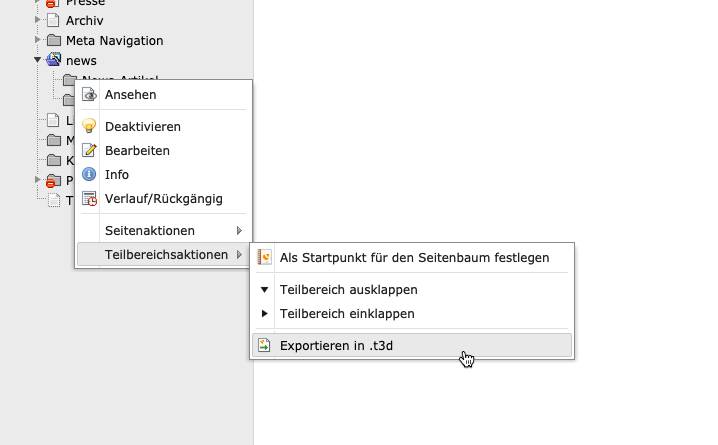 Presse
Archiv
Meta Navigation
news
News Artikel
Ansehen
Deaktivieren
Bearbeiten
Info
Verlauf/Rückgängig
Seitenaktionen
Teilbereichsaktionen
Als Startpunkt für den Seitenbaum festlegen
Teilbereich ausklappen
Teilbereich einklappen
Exportieren in .t3d
L
M
K
P
T